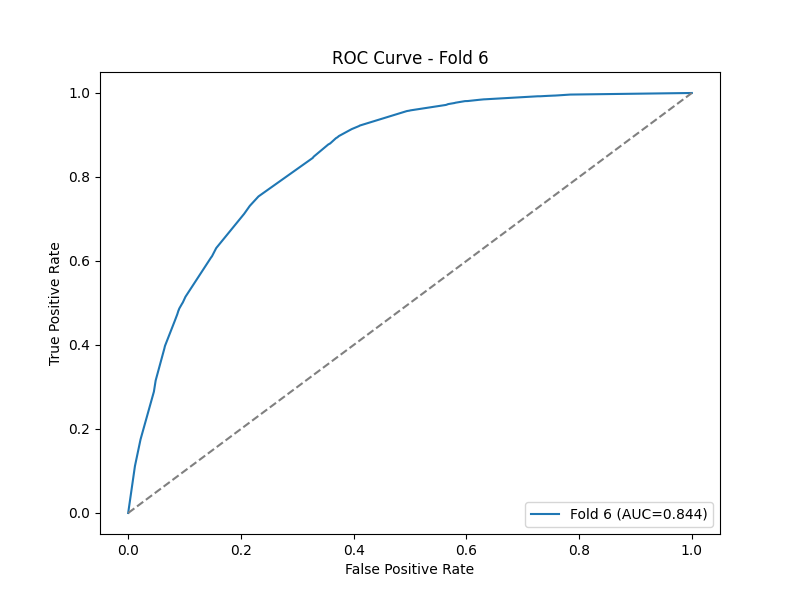 ROC Curve - Fold 6
True Positive Rate
1.0
0.8
0.6
0.4
0.2
0.0
Fold 6 (AUC=0.844)
0.0 0.2 0.4 0.6 0.8 1.0
False Positive Rate